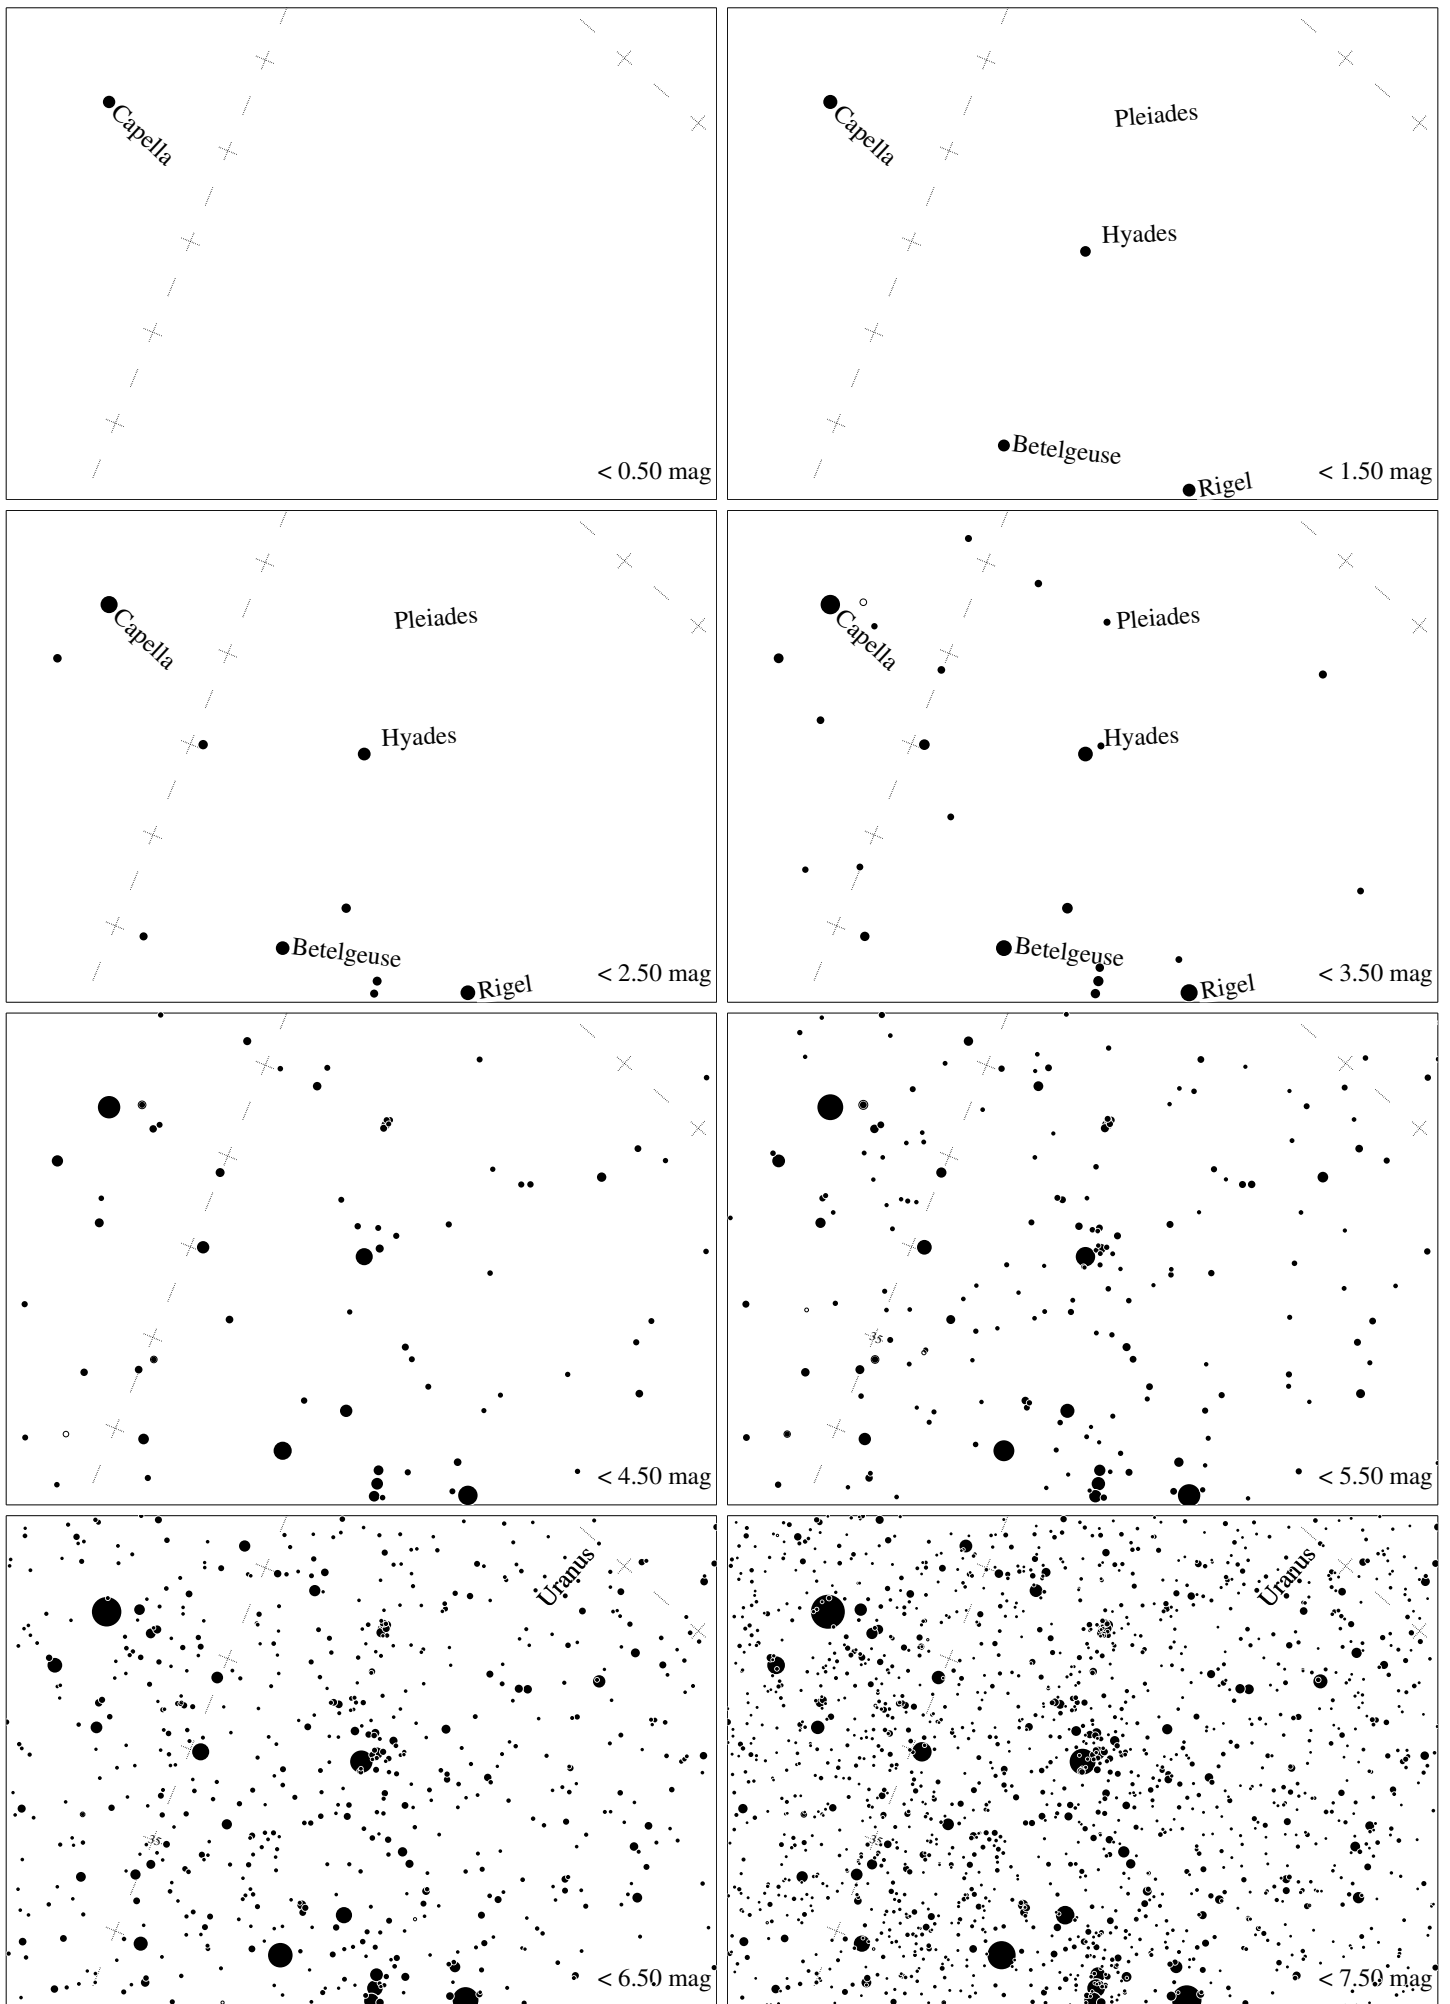 Capella
< 0.50 mag
Pleiades
Capella
Hyades
Betelgeuse
Rigel
< 1.50 mag
Pleiades
Capella
Hyades
Betelgeuse
Rigel
< 2.50 mag
Pleiades
Capella
Hyades
Betelgeuse
Rigel
< 3.50 mag
< 4.50 mag
35
< 5.50 mag
Uranus
35
< 6.50 mag
Uranus
35
< 7.50 mag